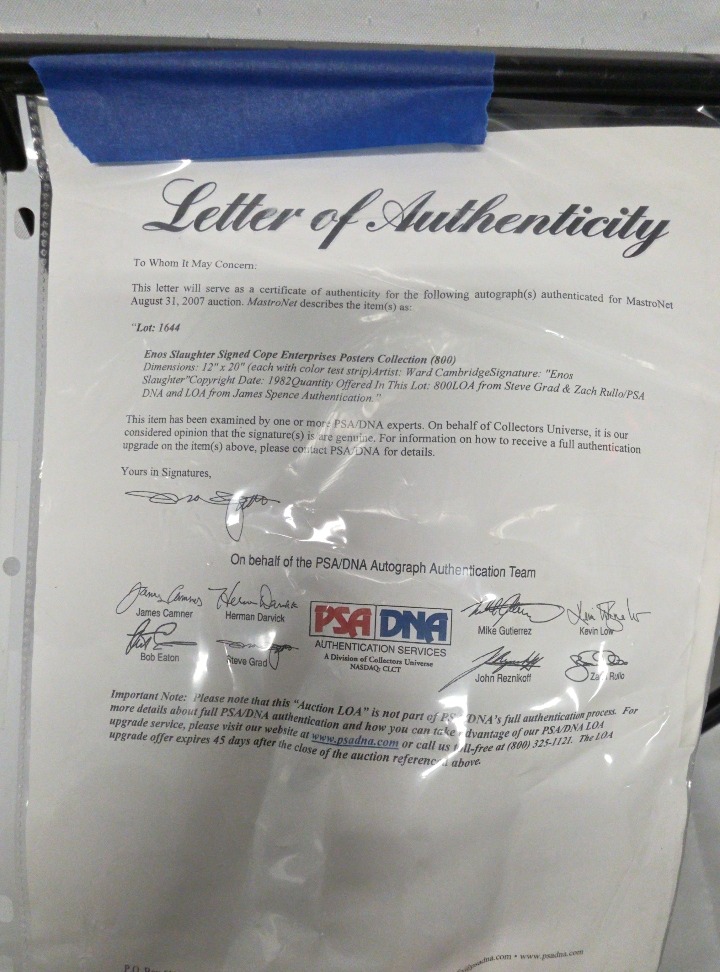 Letter of Authenticity
To Whom It May Concern:
This letter will serve as a certificate of authenticity for the following autograph(s) authenticated for MastroNet
August 31, 2007 auction. MastroNet describes the item(s) as:
"Lot: 1644
Enos Slaughter Signed Cope Enterprises Posters Collection (800)
Dimensions: 12" x 20" (each with color test strip)Artist: Ward CambridgeSignature: "Enos
Slaughter"Copyright Date: 1982Quantity Offered In This Lot: 800LOA from Steve Grad & Zach Rullo/PSA
DNA and LOA from James Spence Authentication."
This item has been examined by one or more PSA/DNA experts. On behalf of Collectors Universe, it is our
considered opinion that the signature(s) is are genuine. For information on how to receive a full authentication
upgrade on the item(s) above, please contact PSA/DNA for details.
Yours in Signatures,
On behalf of the PSA/DNA Autograph Authentication Team
James Camner
Herman Darvick
Mike Gutierrez
Kevin Low
Bob Eaton
Steve Grad
John Reznikoff
Rullo
PSA DNA
AUTHENTICATION SERVICES
A Division of Collectors Universe
NASDAQ: CLCT
Important Note: Please note that this "Auction LOA" is not part of PSA/DNA's full authentication process. For
more details about full PSA/DNA authentication and how you can take advantage of our PSA/DNA LOA
upgrade service, please visit our website at www.psadna.com or call us toll-free at (800) 325-1121. The LOA
upgrade offer expires 45 days after the close of the auction referenced above.
P.O.
psadna.com • www.psadna.com